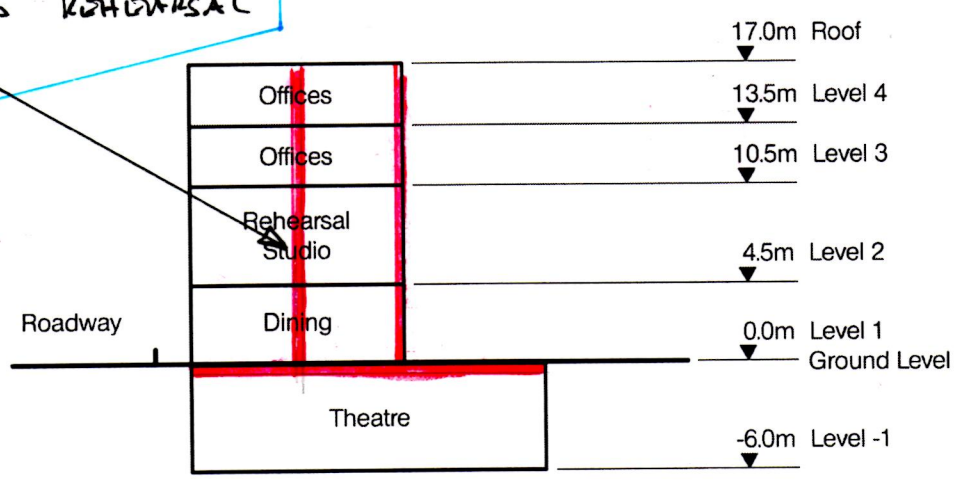 REHEARSAL
17.0m Roof
Offices
13.5m Level 4
Offices
10.5m Level 3
Rehearsal
Studio
4.5m Level 2
Roadway
Dining
0.0m Level 1
Ground Level
Theatre
-6.0m Level -1